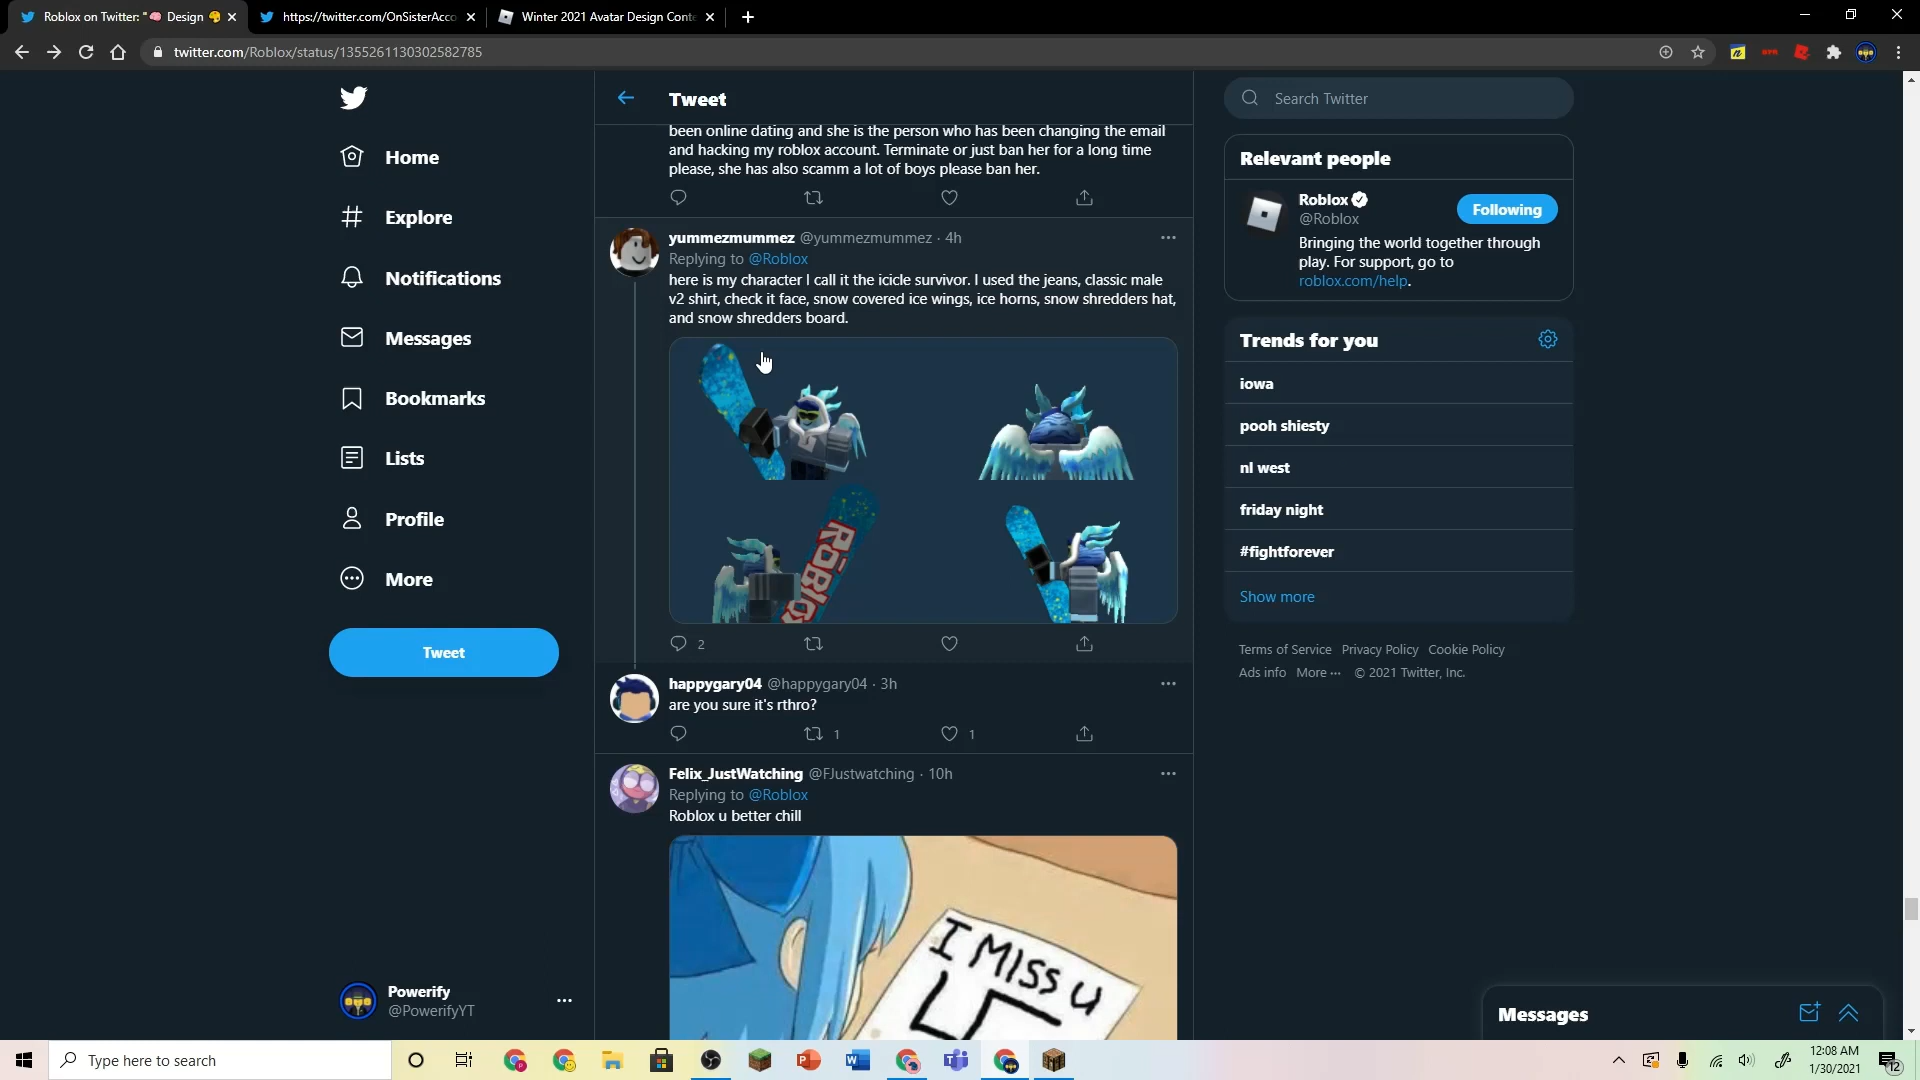 Roblox on Twitter: "🧠 Design
https://twitter.com/OnSisterAcco
Winter 2021 Avatar Design Conte
twitter.com/Roblox/status/1355261130302582785
Home
Explore
Notifications
Messages
Bookmarks
Lists
Profile
More
Tweet
Powerify
@PowerifyYT
Tweet
been online dating and she is the person who has been changing the email
and hacking my roblox account. Terminate or just ban her for a long time
please, she has also scamm a lot of boys please ban her.
yummezmummez @yummezmummez · 4h
Replying to @Roblox
here is my character I call it the icicle survivor. I used the jeans, classic male
v2 shirt, check it face, snow covered ice wings, ice horns, snow shredders hat,
and snow shredders board.
ROBLOX
2
happygary04 @happygary04 · 3h
are you sure it's rthro?
1 1
Felix_JustWatching @FJustwatching · 10h
Replying to @Roblox
Roblox u better chill
I MISS U
Search Twitter
Relevant people
Roblox
@Roblox
Following
Bringing the world together through
play. For support, go to
roblox.com/help.
Trends for you
iowa
pooh shiesty
nl west
friday night
#fightforever
Show more
Terms of Service Privacy Policy Cookie Policy
Ads info More ··· © 2021 Twitter, Inc.
Messages
Type here to search
12:08 AM
1/30/2021
12